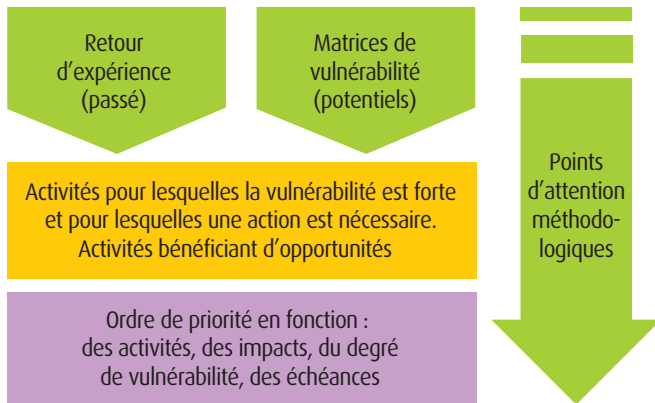 Retour
d'expérience
(passé)
Matrices de
vulnérabilité
(potentiels)
Activités pour lesquelles la vulnérabilité est forte
et pour lesquelles une action est nécessaire.
Activités bénéficiant d'opportunités
Ordre de priorité en fonction :
des activités, des impacts, du degré
de vulnérabilité, des échéances
Points
d'attention
méthodo-
logiques